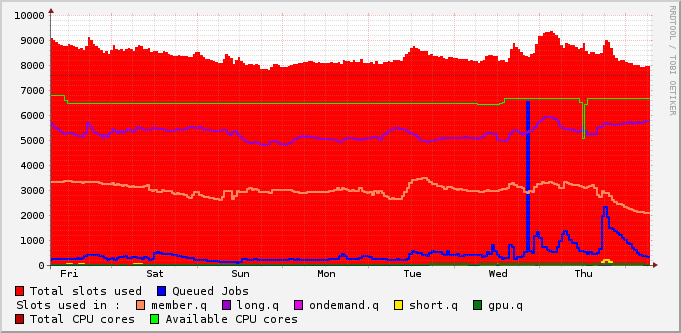 10000
9000
8000
7000
6000
5000
4000
3000
2000
1000
0
Fri Sat Sun Mon Tue Wed Thu
RRDTOOL / TOBI OETIKER
Total slots used Queued Jobs
Slots used in : member.q long.q ondemand.q short.q gpu.q
Total CPU cores Available CPU cores